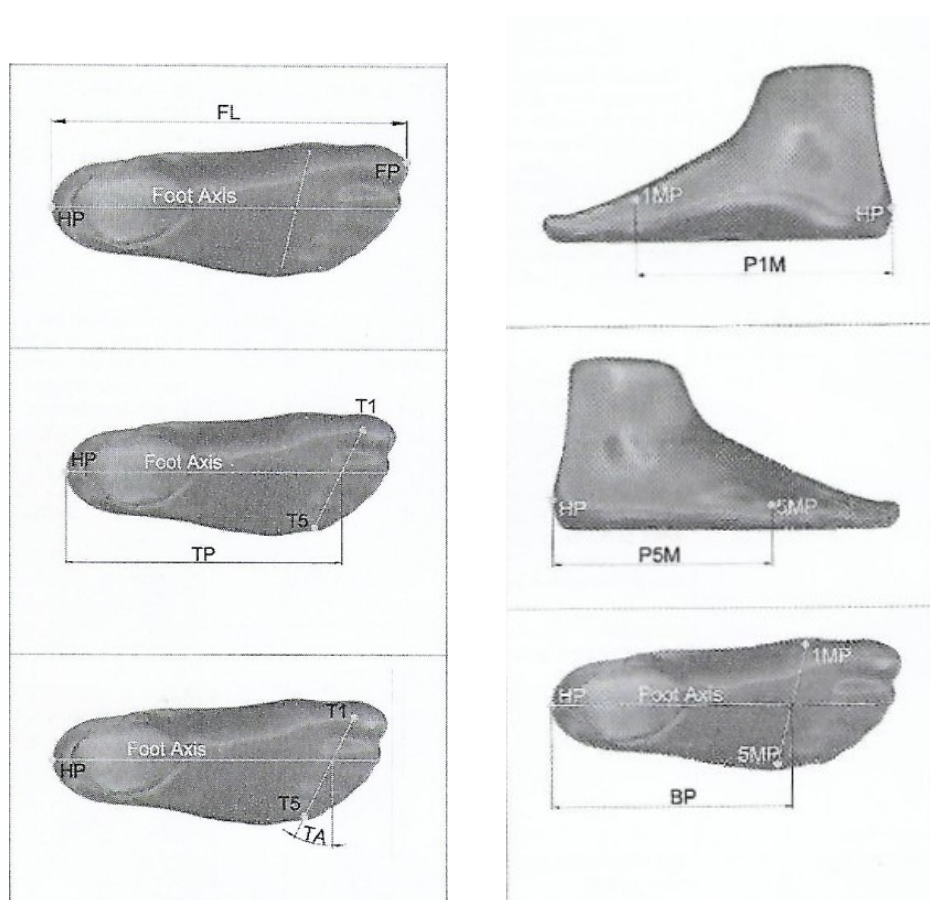 FL
FP
Foot Axis
HP
T1
HP
Foot Axis
T5
TP
T1
Foot Axis
HP
T5
TA
1MP
HP
P1M
HP
5MP
P5M
1MP
HP
Foot Axis
5MP
BP